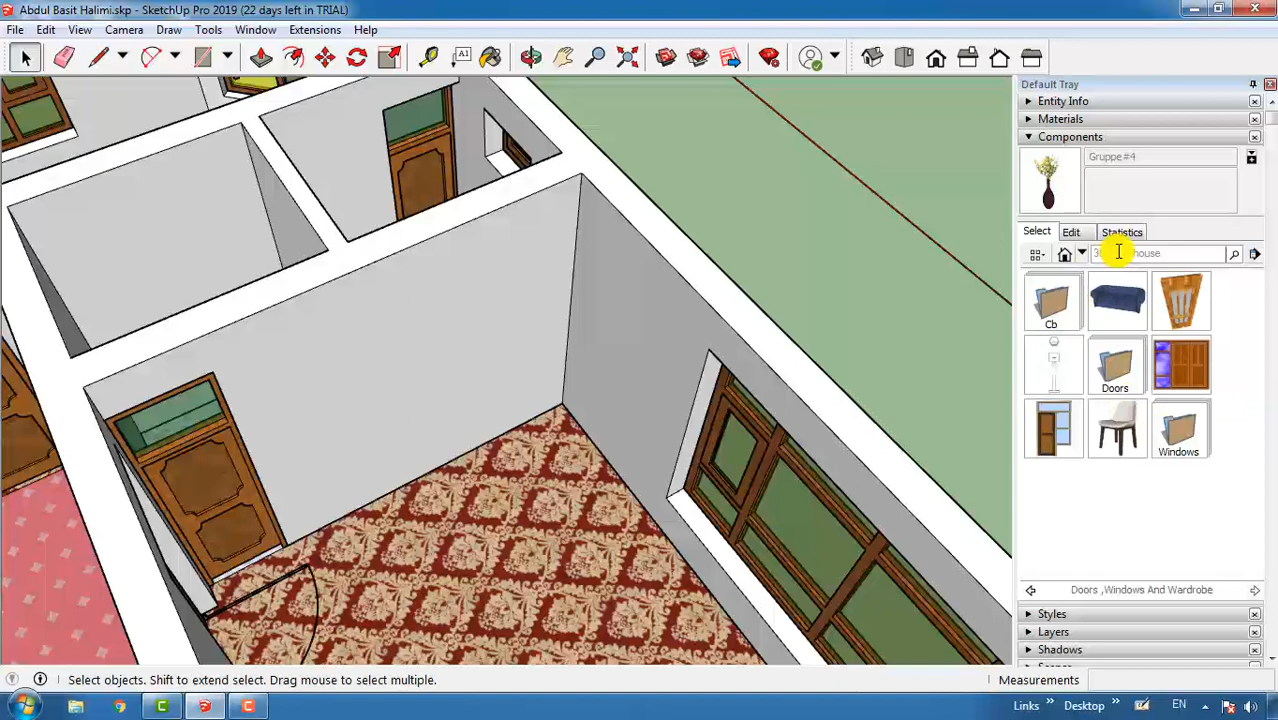 Abdul Basit Halimi.skp - SketchUp Pro 2019 (22 days left in TRIAL)
File Edit View Camera Draw Tools Window Extensions Help
A1
Default Tray
Entity Info
Materials
Components
Gruppe#4
Select Edit Statistics
house
Cb
Doors
Windows
Doors ,Windows And Wardrobe
Styles
Layers
Shadows
Select objects. Shift to extend select. Drag mouse to select multiple.
Measurements
Links Desktop EN